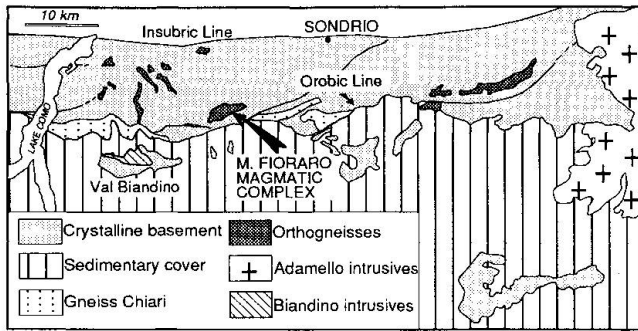 10 km
Insubric Line
SONDRIO
Orobic Line
LAKE COMO
M. FIORARO
MAGMATIC
COMPLEX
Val Biandino
Crystalline basement
Orthogneisses
Sedimentary cover
Adamello intrusives
Gneiss Chiari
Biandino intrusives